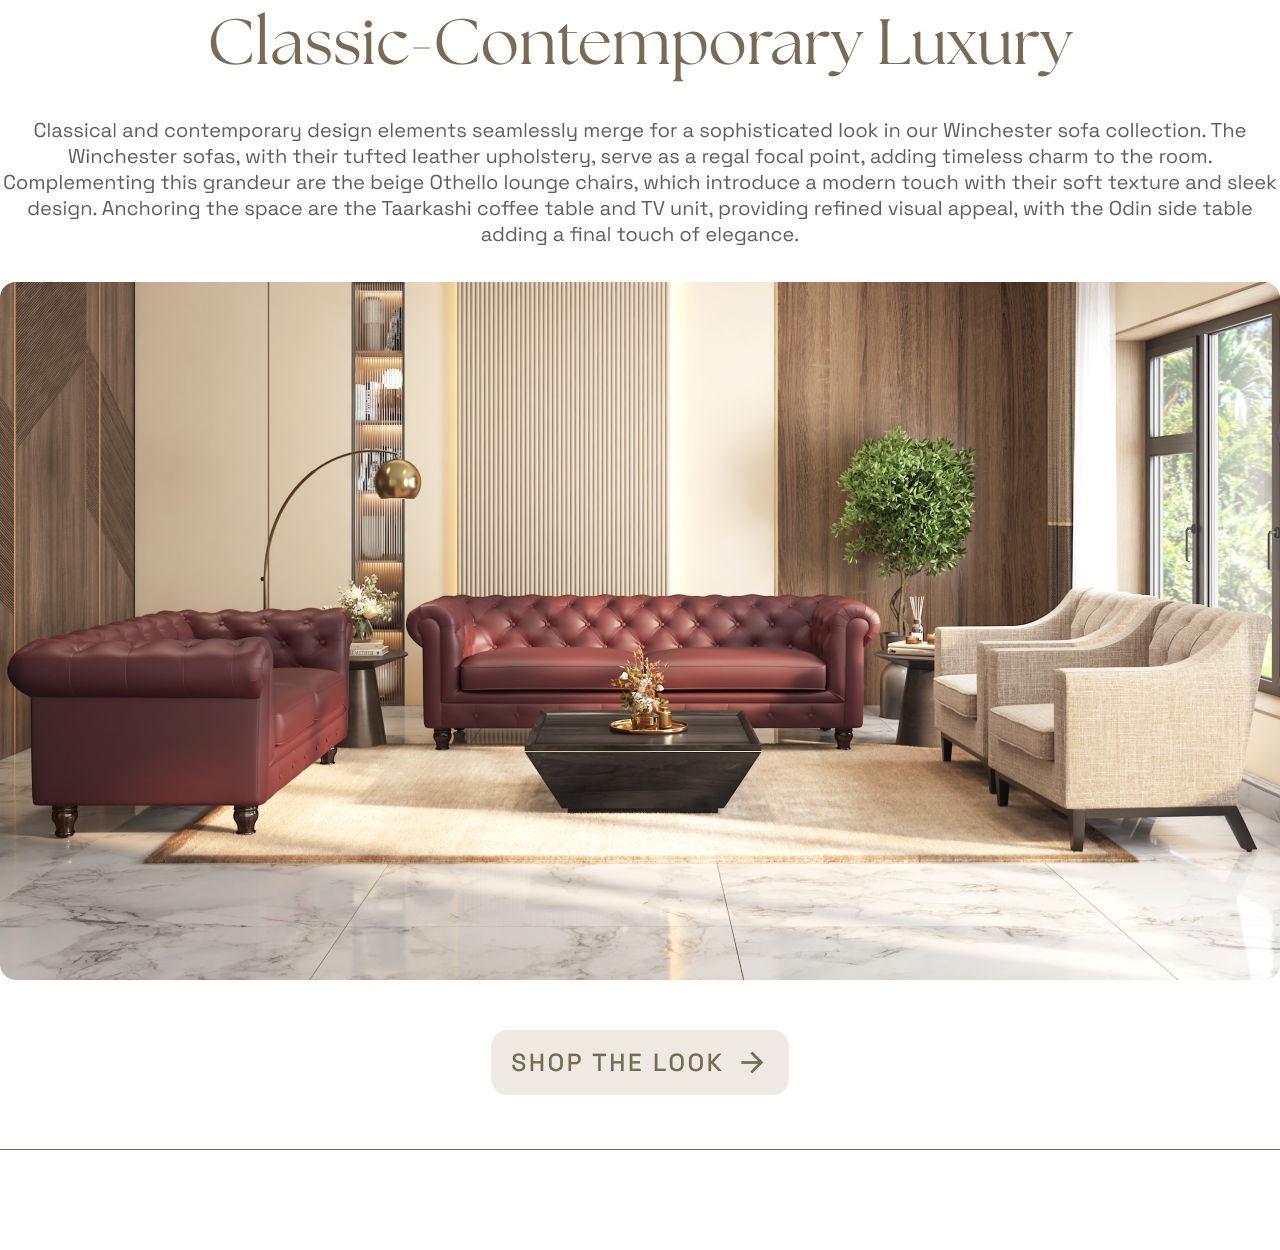 Classic-Contemporary Luxury
Classical and contemporary design elements seamlessly merge for a sophisticated look in our Winchester sofa collection. The
Winchester sofas, with their tufted leather upholstery, serve as a regal focal point, adding timeless charm to the room.
Complementing this grandeur are the beige Othello lounge chairs, which introduce a modern touch with their soft texture and sleek
design. Anchoring the space are the Taarkashi coffee table and TV unit, providing refined visual appeal, with the Odin side table
adding a final touch of elegance.
SHOP THE LOOK